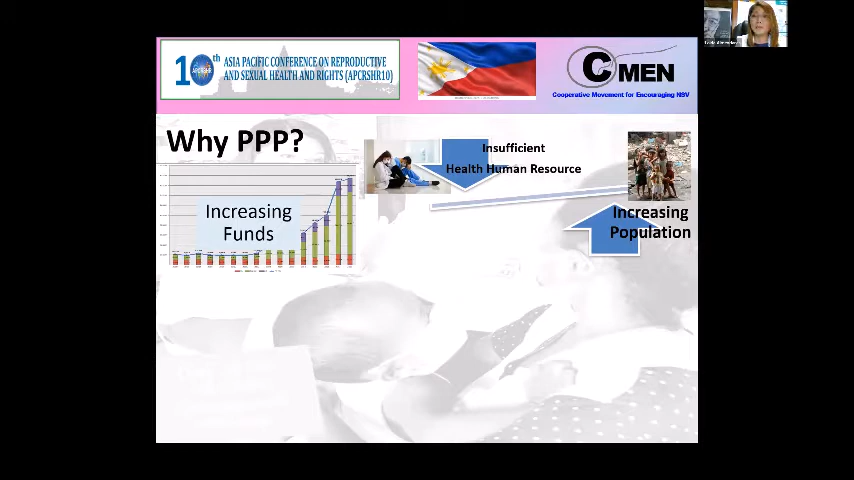 10th
ASIA PACIFIC CONFERENCE ON REPRODUCTIVE
AND SEXUAL HEALTH AND RIGHTS (APCRSHR10)
CMEN
Cooperative Movement for Encouraging NSV
Why PPP?
Insufficient
Health Human Resource
Increasing
Funds
Increasing
Population